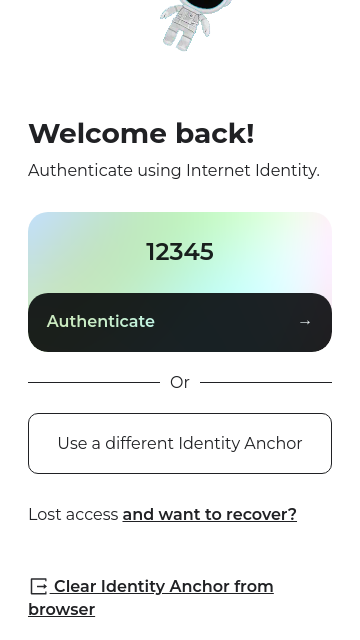 Welcome back!
Authenticate using Internet Identity.
12345
Authenticate →
Or
Use a different Identity Anchor
Lost access and want to recover?
Clear Identity Anchor from
browser